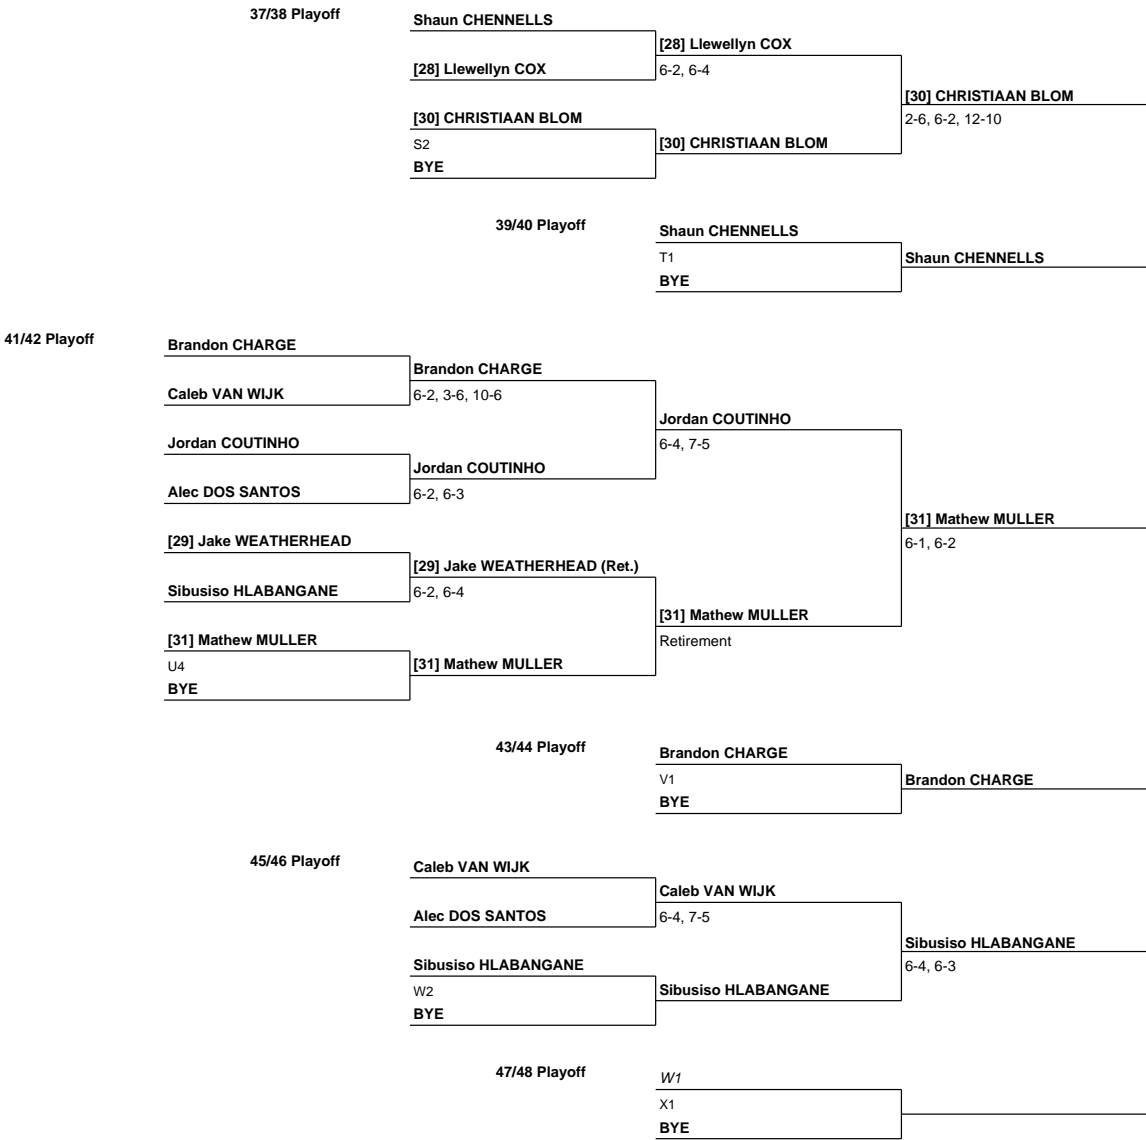 37/38 Playoff
Shaun CHENNELLS
[28] Llewellyn COX
[28] Llewellyn COX
6-2, 6-4
[30] CHRISTIAAN BLOM
[30] CHRISTIAAN BLOM
2-6, 6-2, 12-10
S2
[30] CHRISTIAAN BLOM
BYE
39/40 Playoff
Shaun CHENNELLS
T1
Shaun CHENNELLS
BYE
41/42 Playoff
Brandon CHARGE
Brandon CHARGE
Caleb VAN WIJK
6-2, 3-6, 10-6
Jordan COUTINHO
Jordan COUTINHO
6-4, 7-5
Jordan COUTINHO
Alec DOS SANTOS
6-2, 6-3
[31] Mathew MULLER
[29] Jake WEATHERHEAD
6-1, 6-2
[29] Jake WEATHERHEAD (Ret.)
Sibusiso HLABANGANE
6-2, 6-4
[31] Mathew MULLER
[31] Mathew MULLER
Retirement
U4
[31] Mathew MULLER
BYE
43/44 Playoff
Brandon CHARGE
V1
Brandon CHARGE
BYE
45/46 Playoff
Caleb VAN WIJK
Caleb VAN WIJK
Alec DOS SANTOS
6-4, 7-5
Sibusiso HLABANGANE
Sibusiso HLABANGANE
6-4, 6-3
W2
Sibusiso HLABANGANE
BYE
47/48 Playoff
W1
X1
BYE